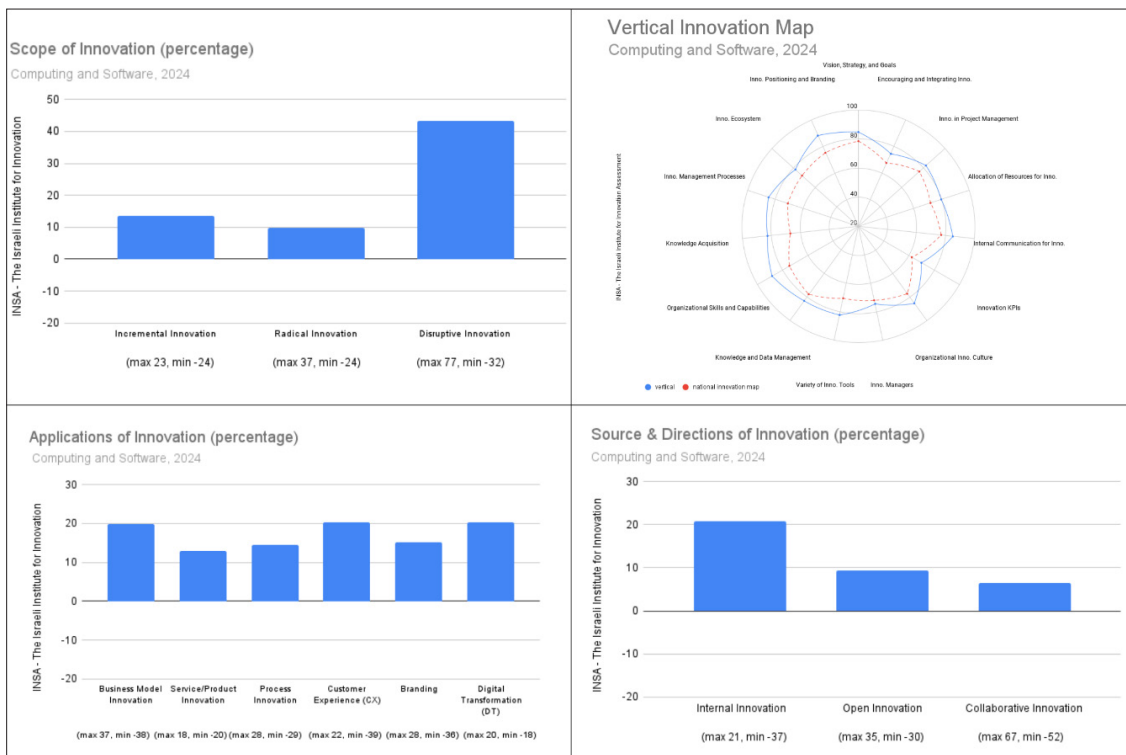 Scope of Innovation (percentage)
Computing and Software, 2024
INSA - The Israeli Institute for Innovation
50
40
30
20
10
0
-10
-20
Incremental Innovation
Radical Innovation
Disruptive Innovation
(max 23, min -24)
(max 37, min -24)
(max 77, min -32)
Vertical Innovation Map
Computing and Software, 2024
Vision, Strategy, and Goals
Inno. Positioning and Branding
Encouraging and Integrating Inno.
Inno. Ecosystem
Inno. in Project Management
Inno. Management Processes
Allocation of Resources for Inno.
Knowledge Acquisition
Internal Communication for Inno.
Organizational Skills and Capabilities
Innovation KPIs
Knowledge and Data Management
Organizational Inno. Culture
Variety of Inno. Tools
Inno. Managers
100
80
60
40
20
INSA - The Israeli Institute for Innovation Assessment
vertical
national innovation map
Applications of Innovation (percentage)
Computing and Software, 2024
INSA - The Israeli Institute for Innovation
30
20
10
0
-10
-20
Business Model
Innovation
Service/Product
Innovation
Process
Innovation
Customer
Experience (CX)
Branding
Digital
Transformation
(DT)
(max 37, min -38)
(max 18, min -20)
(max 28, min -29)
(max 22, min -39)
(max 28, min -36)
(max 20, min -18)
Source & Directions of Innovation (percentage)
Computing and Software, 2024
INSA - The Israeli Institute for Innovation
30
20
10
0
-10
-20
Internal Innovation
Open Innovation
Collaborative Innovation
(max 21, min -37)
(max 35, min -30)
(max 67, min -52)